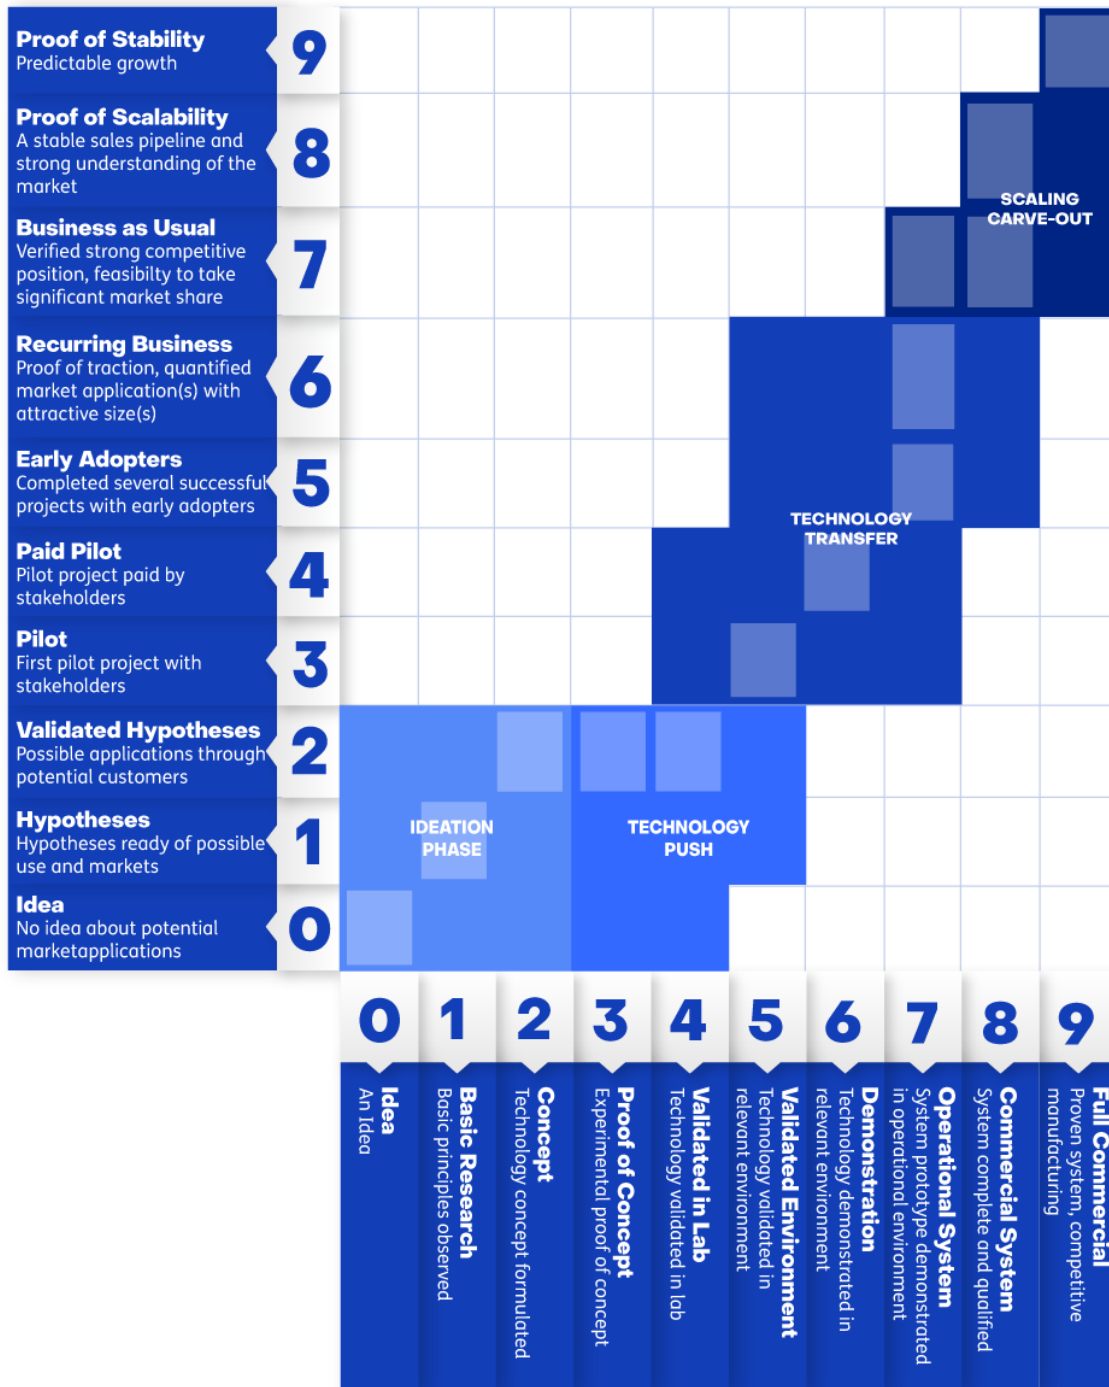 Proof of Stability
Predictable growth
9
Proof of Scalability
A stable sales pipeline and
strong understanding of the
market
8
SCALING
CARVE-OUT
Business as Usual
Verified strong competitive
position, feasibilty to take
significant market share
7
Recurring Business
Proof of traction, quantified
market application(s) with
attractive size(s)
6
Early Adopters
Completed several successful
projects with early adopters
5
TECHNOLOGY
TRANSFER
Paid Pilot
Pilot project paid by
stakeholders
4
Pilot
First pilot project with
stakeholders
3
Validated Hypotheses
Possible applications through
potential customers
2
Hypotheses
Hypotheses ready of possible
use and markets
1
IDEATION
PHASE
TECHNOLOGY
PUSH
Idea
No idea about potential
marketapplications
0
0
1
2
3
4
5
6
7
8
9
Idea
An Idea
Basic Research
Basic principles observed
Concept
Technology concept formulated
Proof of Concept
Experimental proof of concept
Validated in Lab
Technology validated in lab
Validated Environment
Technology validated in
relevant environment
Demonstration
Technology demonstrated in
relevant environment
Operational System
System prototype demonstrated
in operational environment
Commercial System
System complete and qualified
Full Commercial
Proven system, competitive
manufacturing